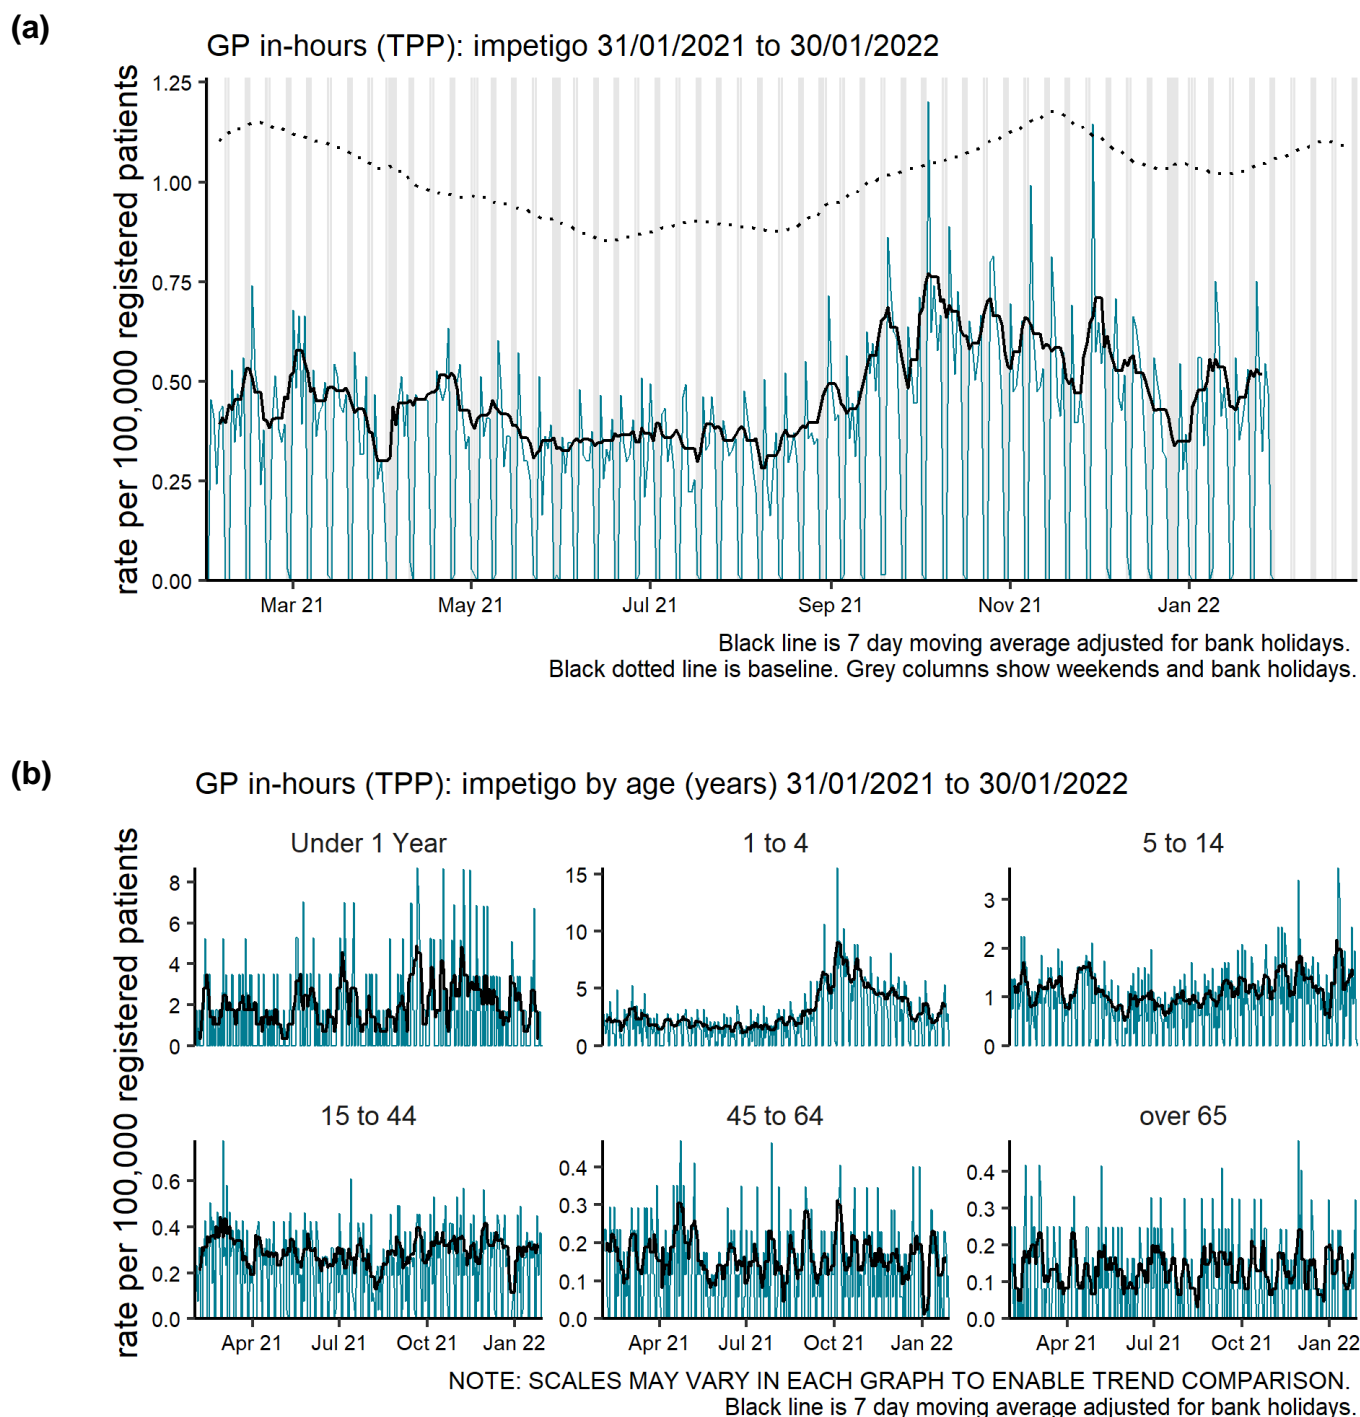 (a)
GP in-hours (TPP): impetigo 31/01/2021 to 30/01/2022
rate per 100,000 registered patients
1.25
1.00
0.75
0.50
0.25
0.00
Mar 21 May 21 Jul 21 Sep 21 Nov 21 Jan 22
Black line is 7 day moving average adjusted for bank holidays.
Black dotted line is baseline. Grey columns show weekends and bank holidays.
(b)
GP in-hours (TPP): impetigo by age (years) 31/01/2021 to 30/01/2022
rate per 100,000 registered patients
Under 1 Year
8
6
4
2
0
1 to 4
15
10
5
0
5 to 14
3
2
1
0
15 to 44
0.6
0.4
0.2
0.0
Apr 21 Jul 21 Oct 21 Jan 22
45 to 64
0.4
0.3
0.2
0.1
0.0
Apr 21 Jul 21 Oct 21 Jan 22
over 65
0.4
0.3
0.2
0.1
0.0
Apr 21 Jul 21 Oct 21 Jan 22
NOTE: SCALES MAY VARY IN EACH GRAPH TO ENABLE TREND COMPARISON.
Black line is 7 day moving average adjusted for bank holidays.